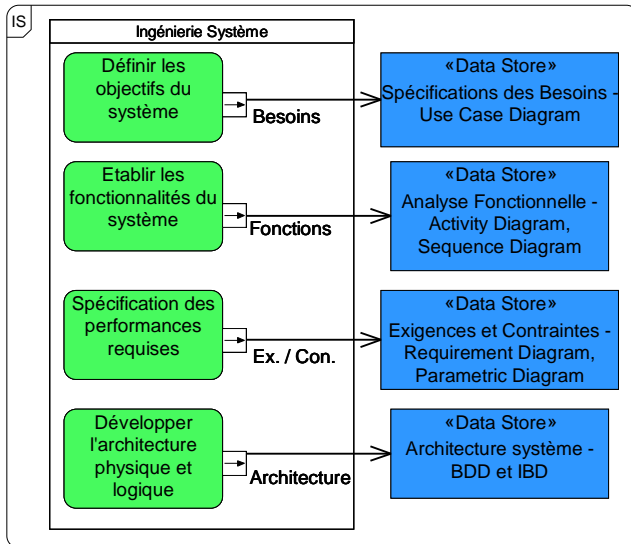 IS
Ingénierie Système
Définir les
objectifs du
système
Besoins
«Data Store»
Spécifications des Besoins -
Use Case Diagram
Etablir les
fonctionnalités du
système
Fonctions
«Data Store»
Analyse Fonctionnelle -
Activity Diagram,
Sequence Diagram
Spécification des
performances
requises
Ex. / Con.
«Data Store»
Exigences et Contraintes -
Requirement Diagram,
Parametric Diagram
Développer
l'architecture
physique et
logique
Architecture
«Data Store»
Architecture système -
BDD et IBD